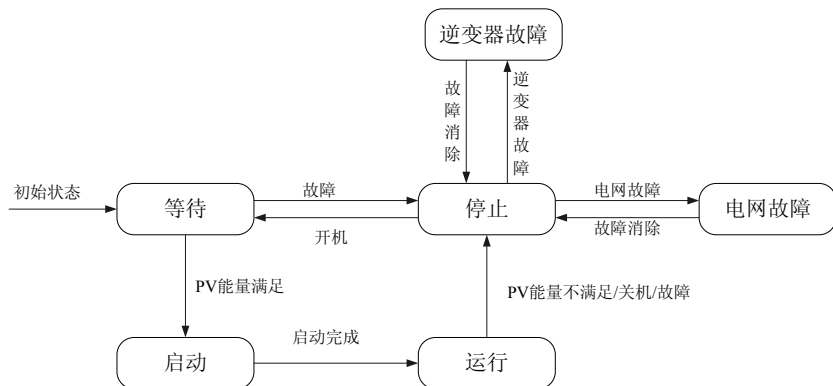 逆变器故障
故障消除
逆变器故障
初始状态
等待
故障
开机
停止
电网故障
故障消除
电网故障
PV能量满足
PV能量不满足/关机/故障
启动
启动完成
运行